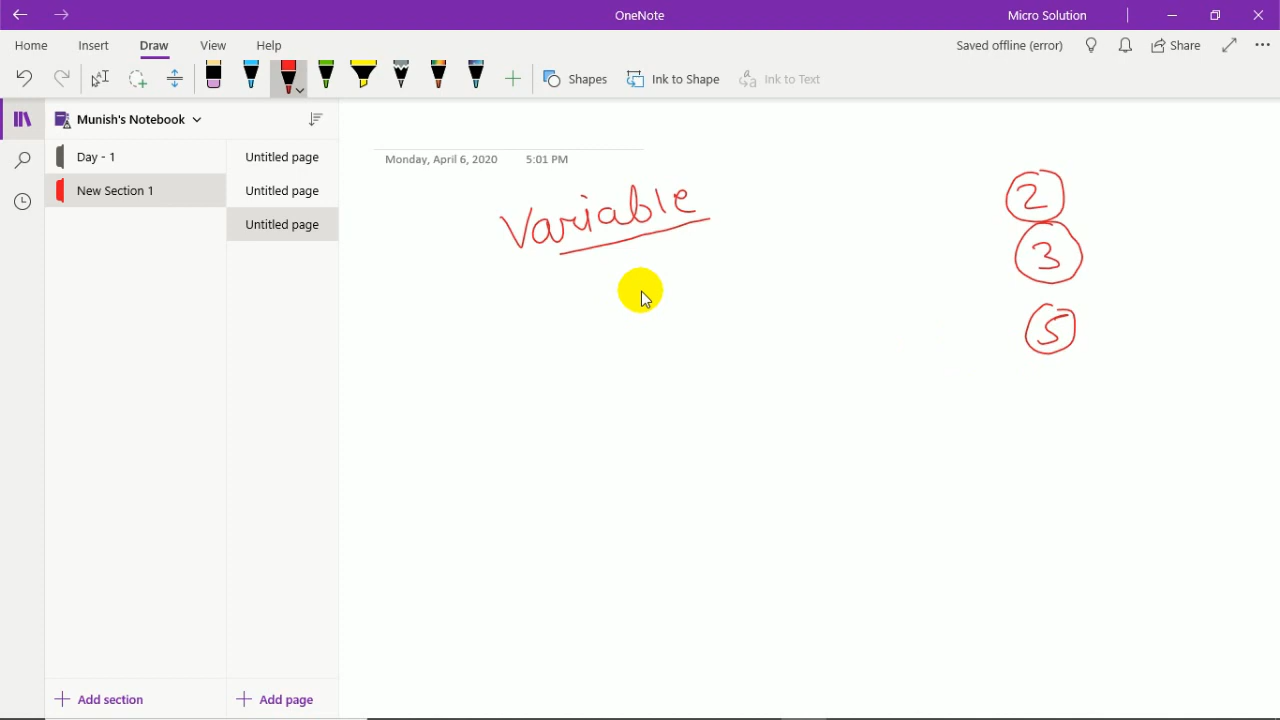 OneNote
Micro Solution
Home Insert Draw View Help
Saved offline (error) Share
Shapes Ink to Shape Ink to Text
Munish's Notebook
Day - 1
New Section 1
Untitled page
Untitled page
Untitled page
Monday, April 6, 2020 5:01 PM
Variable
2
3
5
Add section
Add page